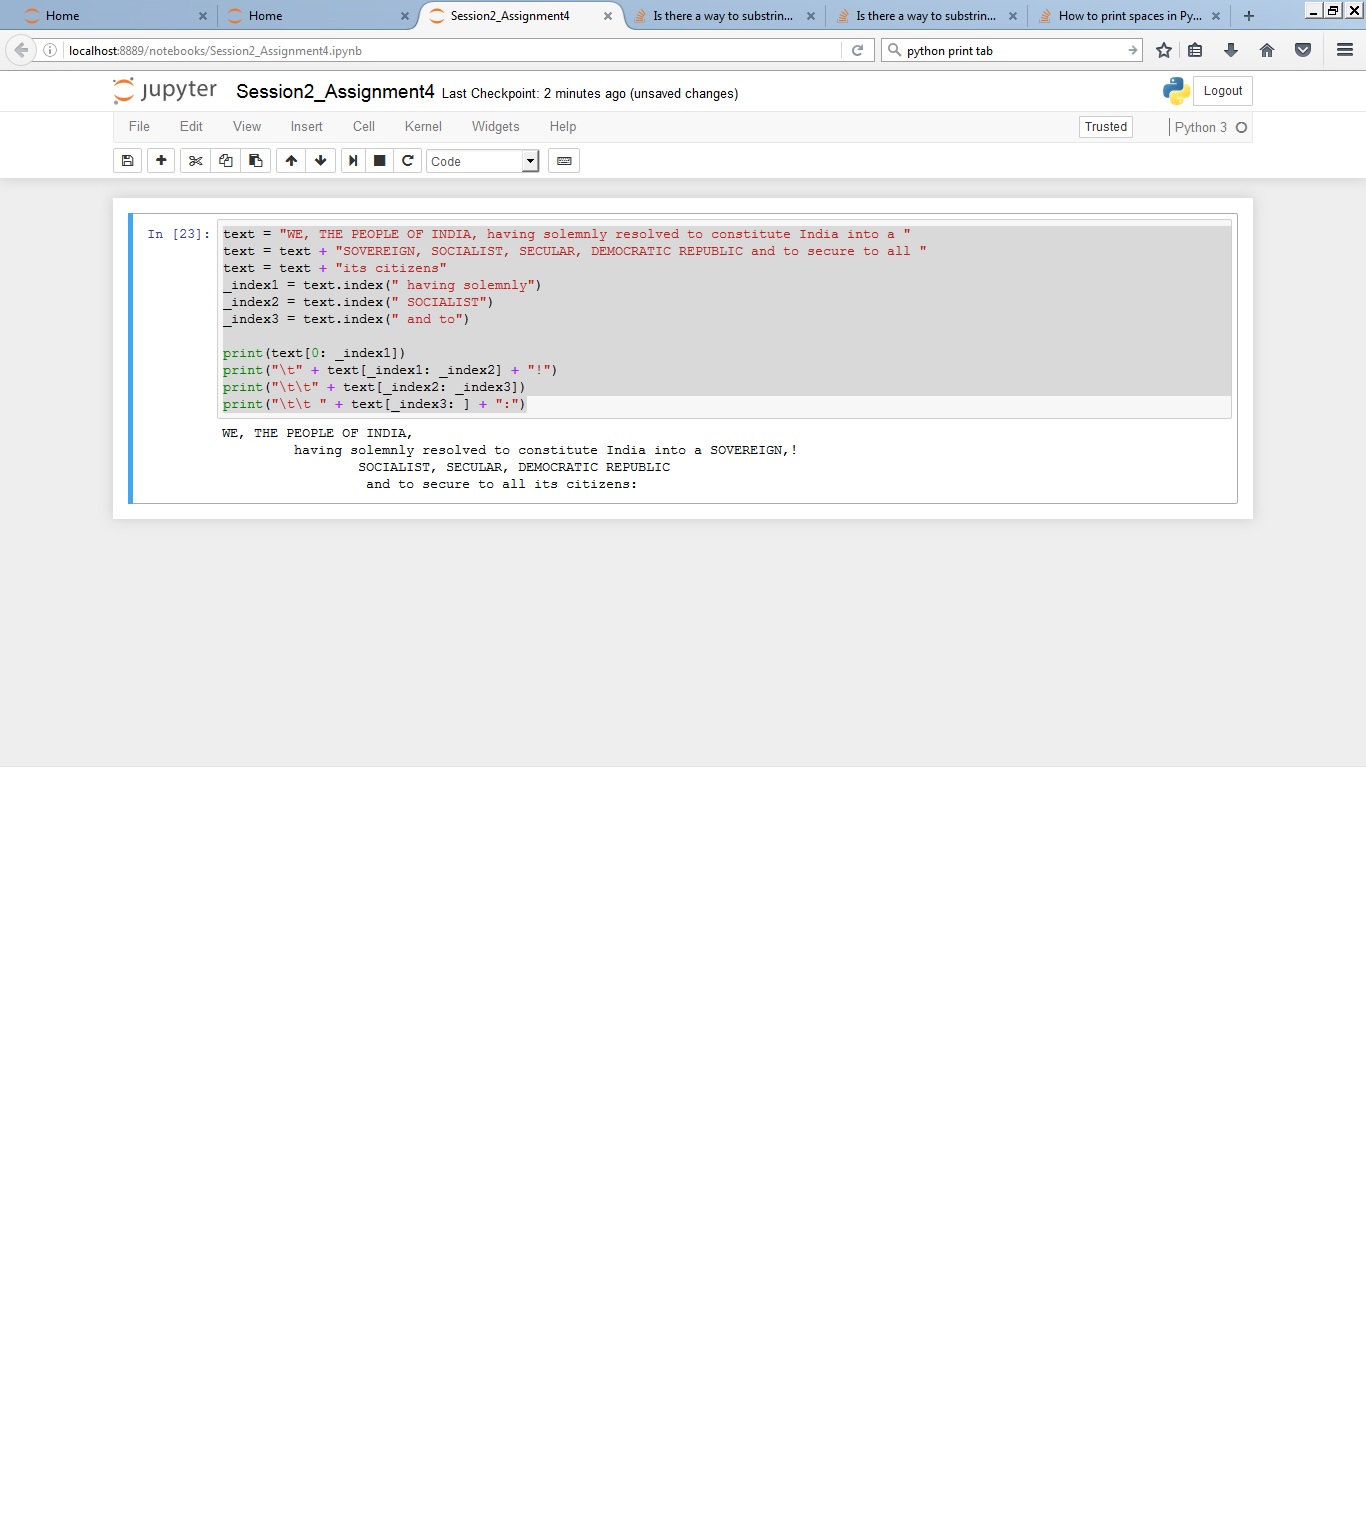 Home
Home
Session2_Assignment4
Is there a way to substrin...
Is there a way to substrin...
How to print spaces in Py...
localhost:8889/notebooks/Session2_Assignment4.ipynb
python print tab
jupyter Session2_Assignment4 Last Checkpoint: 2 minutes ago (unsaved changes)
Logout
File Edit View Insert Cell Kernel Widgets Help
Trusted
Python 3
Code
In [23]: text = "WE, THE PEOPLE OF INDIA, having solemnly resolved to constitute India into a "
text = text + "SOVEREIGN, SOCIALIST, SECULAR, DEMOCRATIC REPUBLIC and to secure to all "
text = text + "its citizens"
_index1 = text.index(" having solemnly")
_index2 = text.index(" SOCIALIST")
_index3 = text.index(" and to")
print(text[0: _index1])
print("\t" + text[_index1: _index2] + "!")
print("\t\t" + text[_index2: _index3])
print("\t\t " + text[_index3: ] + ":")
WE, THE PEOPLE OF INDIA,
having solemnly resolved to constitute India into a SOVEREIGN,!
SOCIALIST, SECULAR, DEMOCRATIC REPUBLIC
and to secure to all its citizens: